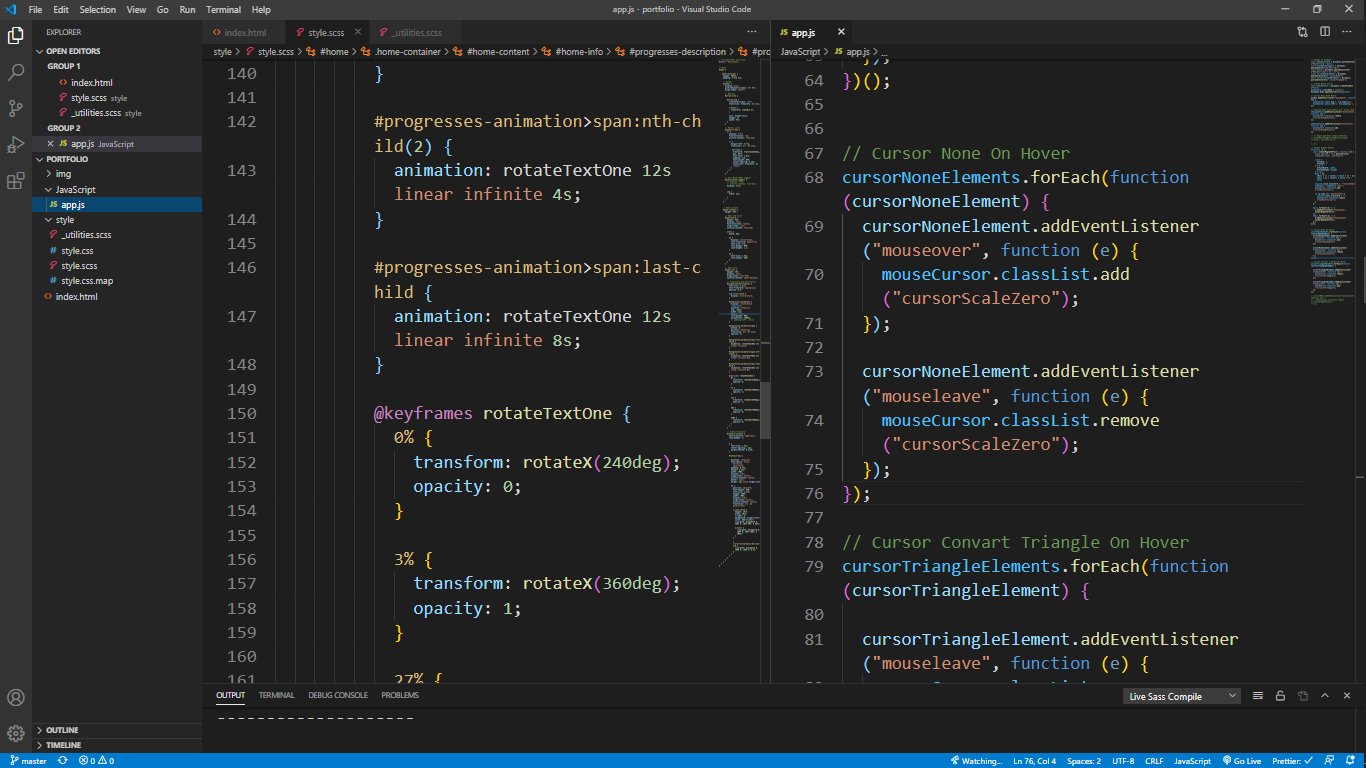 File Edit Selection View Go Run Terminal Help
app.js - portfolio - Visual Studio Code
EXPLORER
OPEN EDITORS
GROUP 1
index.html
style.scss style
_utilities.scss style
GROUP 2
JS app.js JavaScript
PORTFOLIO
img
JavaScript
JS app.js
style
_utilities.scss
# style.css
style.scss
style.css.map
index.html
OUTLINE
TIMELINE
index.html style.scss _utilities.scss
style > style.scss > #home > .home-container > #home-content > #home-info > #progresses-description >
140 }
141
142 #progresses-animation>span:nth-ch
ild(2) {
143 animation: rotateTextOne 12s
linear infinite 4s;
144 }
145
146 #progresses-animation>span:last-c
hild {
147 animation: rotateTextOne 12s
linear infinite 8s;
148 }
149
150 @keyframes rotateTextOne {
151 0% {
152 transform: rotateX(240deg);
153 opacity: 0;
154 }
155
156 3% {
157 transform: rotateX(360deg);
158 opacity: 1;
159 }
160
161 27% {
JS app.js
JavaScript > JS app.js > ...
64 })();
65
66
67 // Cursor None On Hover
68 cursorNoneElements.forEach(function
(cursorNoneElement) {
69 cursorNoneElement.addEventListener
("mouseover", function (e) {
70 mouseCursor.classList.add
("cursorScaleZero");
71 });
72
73 cursorNoneElement.addEventListener
("mouseleave", function (e) {
74 mouseCursor.classList.remove
("cursorScaleZero");
75 });
76 });
77
78 // Cursor Convart Triangle On Hover
79 cursorTriangleElements.forEach(function
(cursorTriangleElement) {
80
81 cursorTriangleElement.addEventListener
("mouseleave", function (e) {
OUTPUT TERMINAL DEBUG CONSOLE PROBLEMS
Live Sass Compile
--------------------
master 0 0
Watching... Ln 76, Col 4 Spaces: 2 UTF-8 CRLF JavaScript Go Live Prettier: ✓